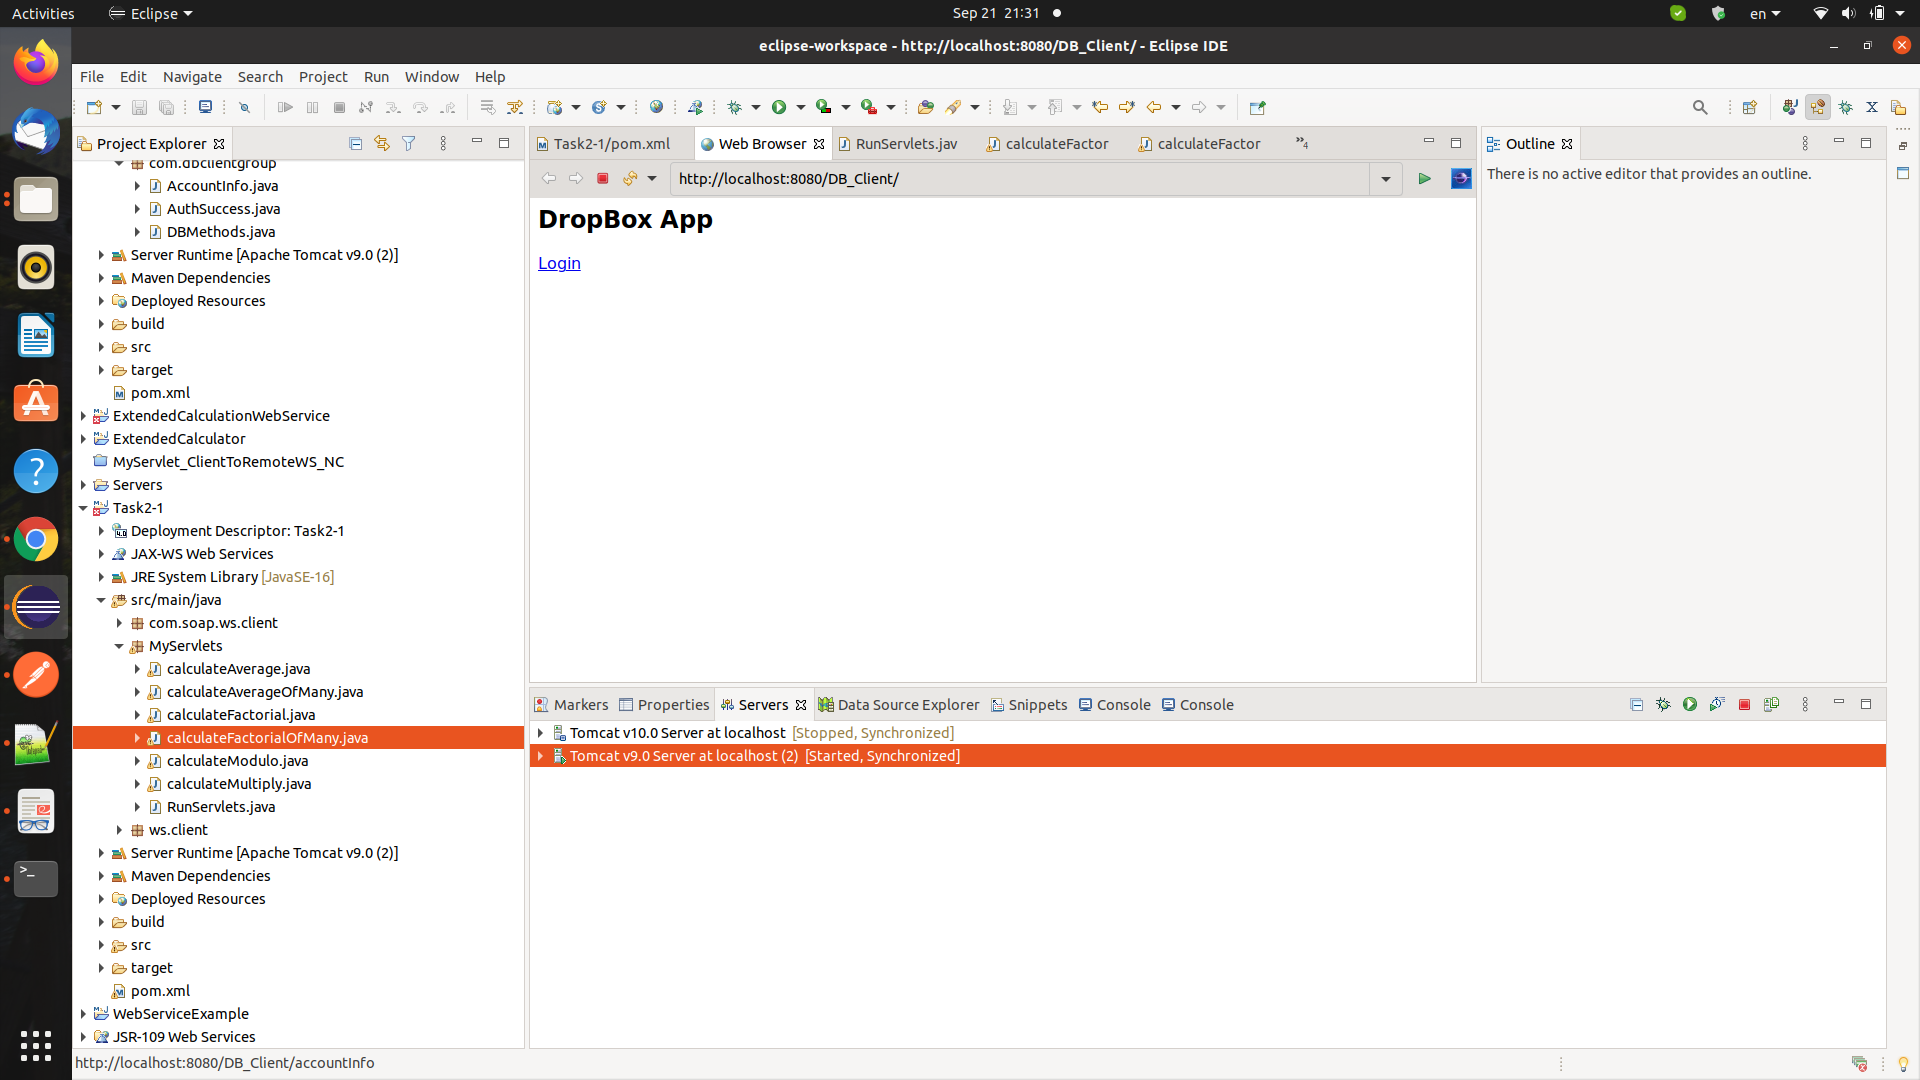 Activities
Eclipse
Sep 21 21:31
en
eclipse-workspace - http://localhost:8080/DB_Client/ - Eclipse IDE
File Edit Navigate Search Project Run Window Help
Project Explorer
com.dbclientgroup
AccountInfo.java
AuthSuccess.java
DBMethods.java
Server Runtime [Apache Tomcat v9.0 (2)]
Maven Dependencies
Deployed Resources
build
src
target
pom.xml
ExtendedCalculationWebService
ExtendedCalculator
MyServlet_ClientToRemoteWS_NC
Servers
Task2-1
Deployment Descriptor: Task2-1
JAX-WS Web Services
JRE System Library [JavaSE-16]
src/main/java
com.soap.ws.client
MyServlets
calculateAverage.java
calculateAverageOfMany.java
calculateFactorial.java
calculateFactorialOfMany.java
calculateModulo.java
calculateMultiply.java
RunServlets.java
ws.client
Server Runtime [Apache Tomcat v9.0 (2)]
Maven Dependencies
Deployed Resources
build
src
target
pom.xml
WebServiceExample
JSR-109 Web Services
Task2-1/pom.xml
Web Browser
RunServlets.jav
calculateFactor
calculateFactor
»4
http://localhost:8080/DB_Client/
DropBox App
Login
Outline
There is no active editor that provides an outline.
Markers
Properties
Servers
Data Source Explorer
Snippets
Console
Console
Tomcat v10.0 Server at localhost [Stopped, Synchronized]
Tomcat v9.0 Server at localhost (2) [Started, Synchronized]
http://localhost:8080/DB_Client/accountInfo